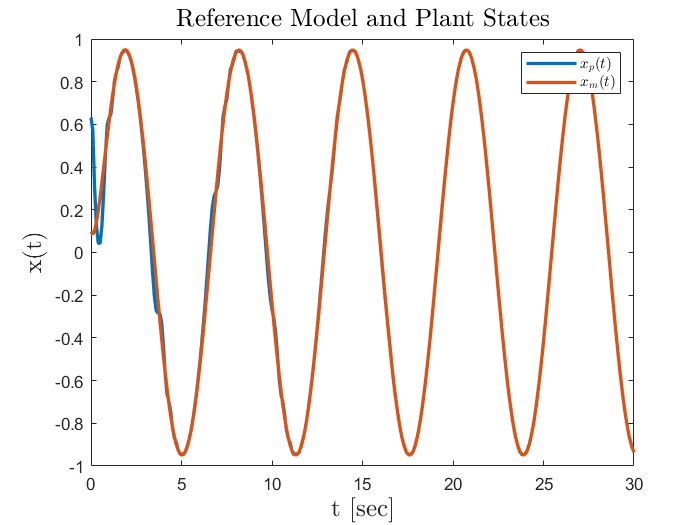 Reference Model and Plant States
x_p(t)
x_m(t)
1
0.8
0.6
0.4
0.2
0
-0.2
-0.4
-0.6
-0.8
-1
x(t)
0 5 10 15 20 25 30
t [sec]